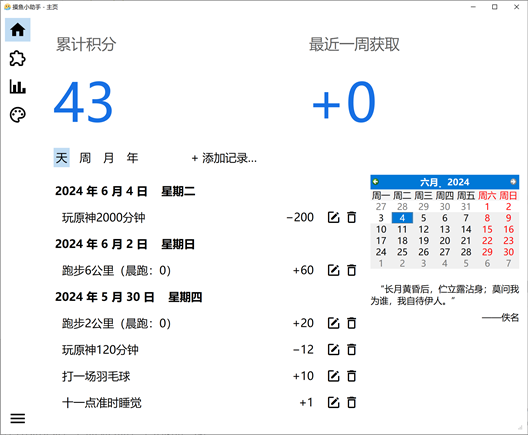 摸鱼小助手 - 主页
累计积分
最近一周获取
43
+0
天 周 月 年 + 添加记录...
2024 年 6 月 4 日 星期二
玩原神2000分钟 −200
2024 年 6 月 2 日 星期日
跑步6公里（晨跑：0） +60
2024 年 5 月 30 日 星期四
跑步2公里（晨跑：0） +20
玩原神120分钟 −12
打一场羽毛球 +10
十一点准时睡觉 +1
六月, 2024
周一 周二 周三 周四 周五 周六 周日
27 28 29 30 31 1 2
3 4 5 6 7 8 9
10 11 12 13 14 15 16
17 18 19 20 21 22 23
24 25 26 27 28 29 30
1 2 3 4 5 6 7
“长月黄昏后，伫立露沾身；莫问我
为谁，我自待伊人。”
——佚名